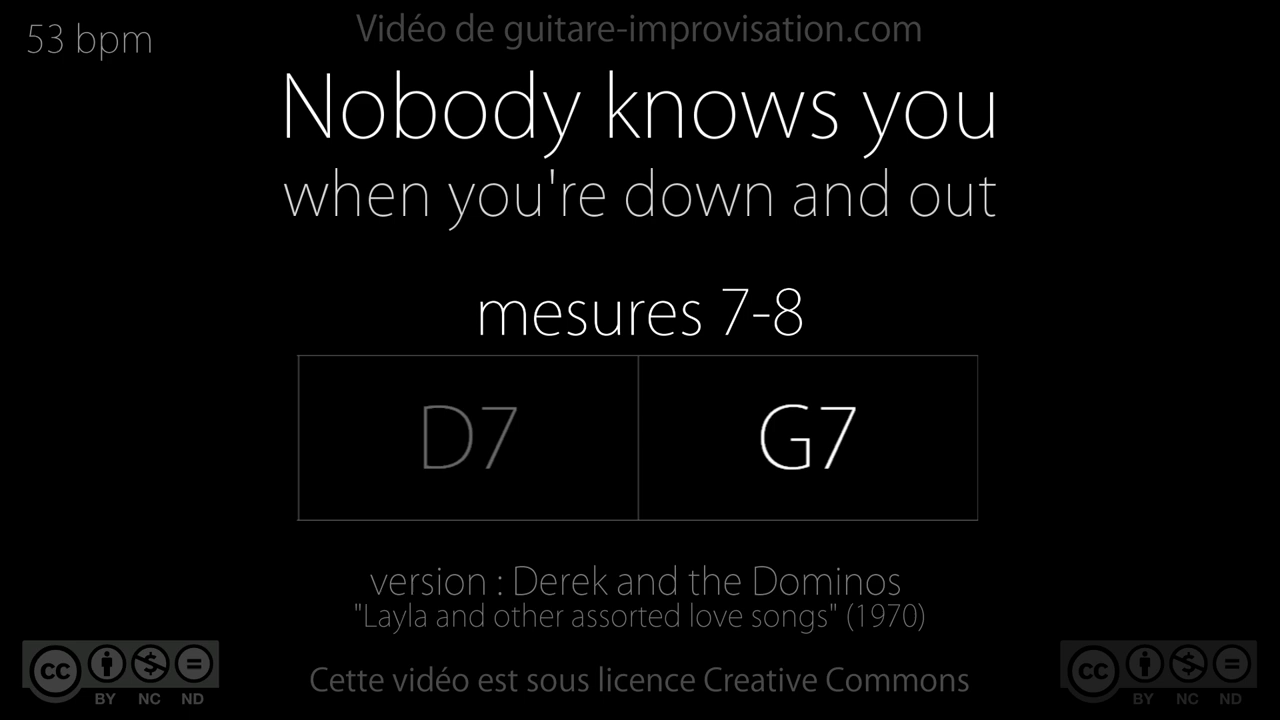 53 bpm
Vidéo de guitare-improvisation.com
Nobody knows you
when you're down and out
mesures 7-8
D7
G7
version : Derek and the Dominos
"Layla and other assorted love songs" (1970)
Cette vidéo est sous licence Creative Commons
cc
BY NC ND
cc
BY NC ND